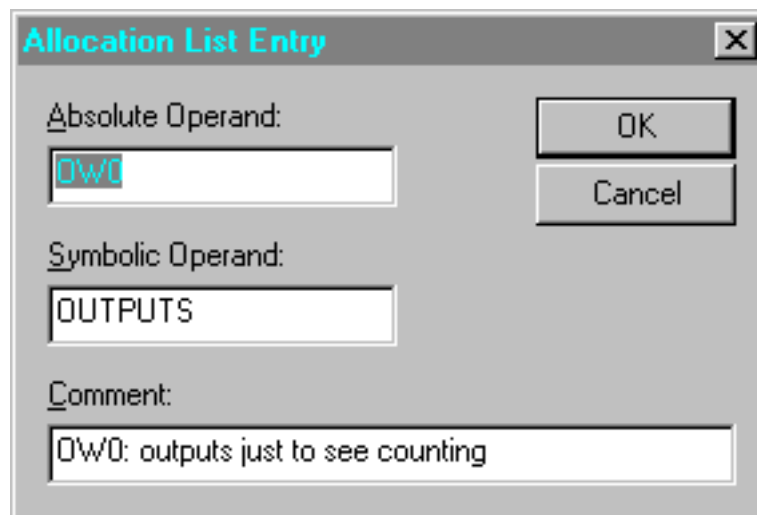 Allocation List Entry
Absolute Operand:
OW0
OK
Cancel
Symbolic Operand:
OUTPUTS
Comment:
OW0: outputs just to see counting